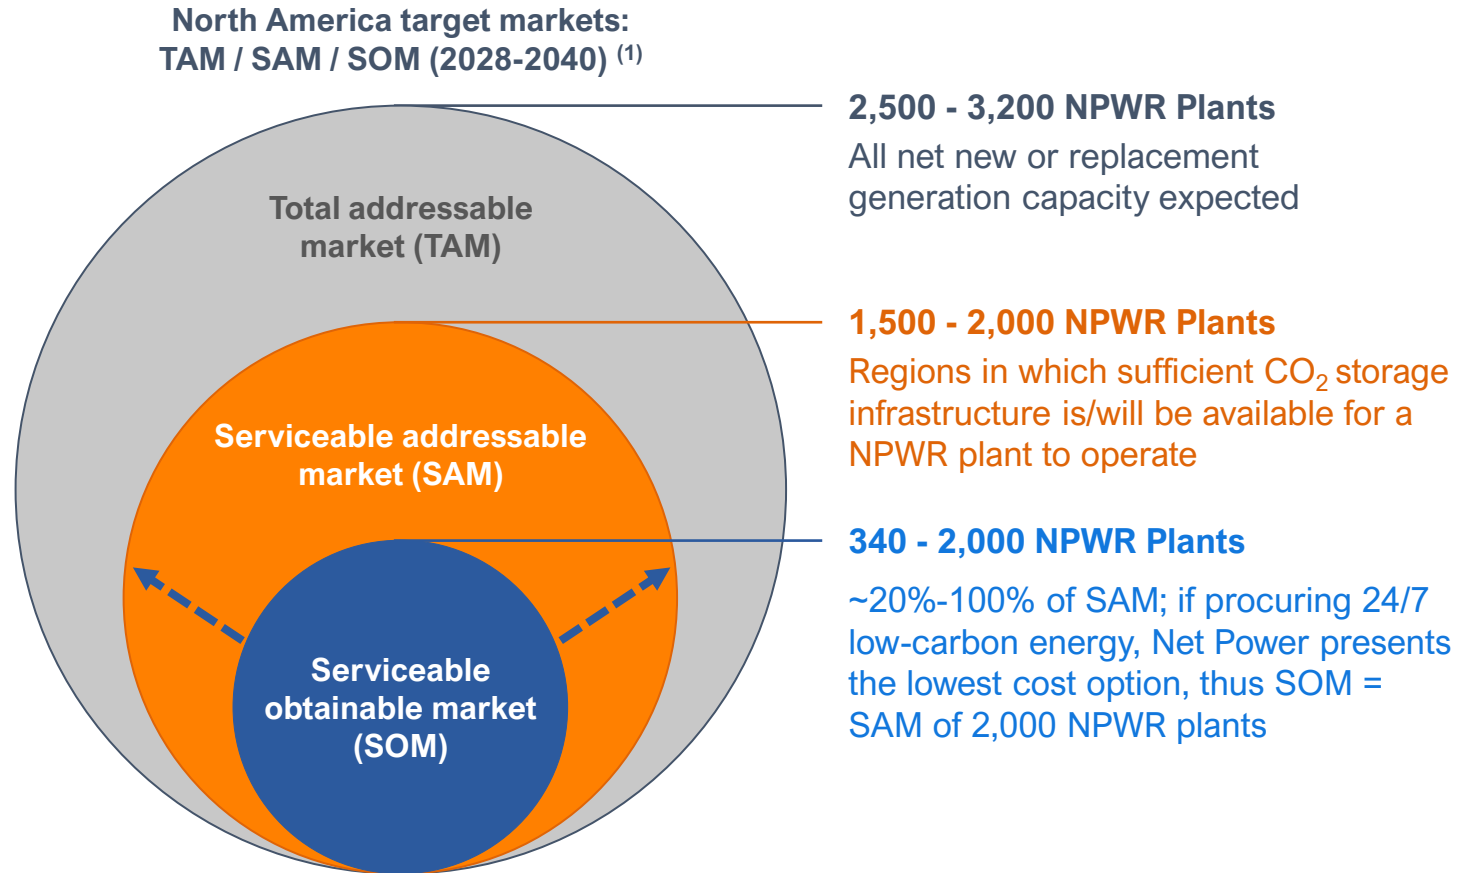 North America target markets:
TAM / SAM / SOM (2028-2040) (1)
Total addressable
market (TAM)
Serviceable addressable
market (SAM)
Serviceable
obtainable market
(SOM)
2,500 - 3,200 NPWR Plants
All net new or replacement
generation capacity expected
1,500 - 2,000 NPWR Plants
Regions in which sufficient CO2 storage
infrastructure is/will be available for a
NPWR plant to operate
340 - 2,000 NPWR Plants
~20%-100% of SAM; if procuring 24/7
low-carbon energy, Net Power presents
the lowest cost option, thus SOM =
SAM of 2,000 NPWR plants